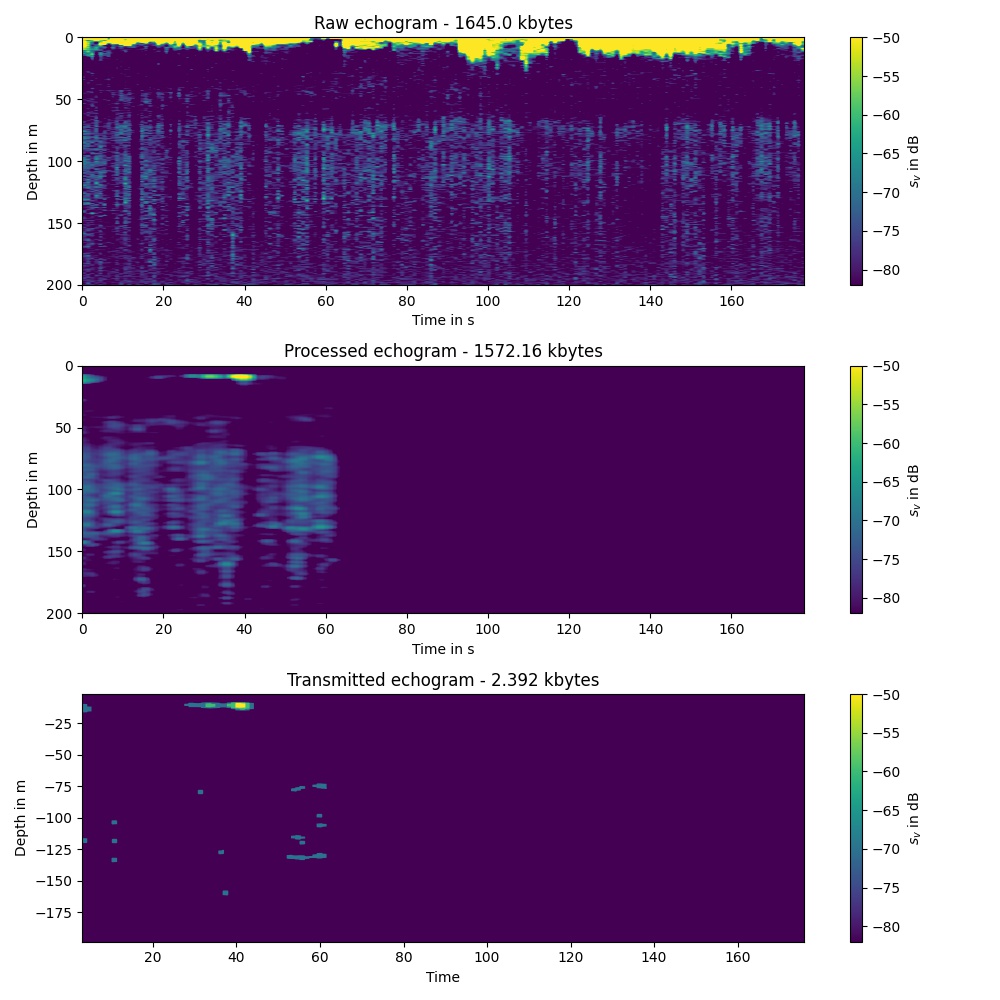 Raw echogram - 1645.0 kbytes
0
50
100
150
200
Depth in m
0 20 40 60 80 100 120 140 160
Time in s
−50
−55
−60
−65
−70
−75
−80
sᵥ in dB
Processed echogram - 1572.16 kbytes
0
50
100
150
200
Depth in m
0 20 40 60 80 100 120 140 160
Time in s
−50
−55
−60
−65
−70
−75
−80
sᵥ in dB
Transmitted echogram - 2.392 kbytes
−25
−50
−75
−100
−125
−150
−175
Depth in m
20 40 60 80 100 120 140 160
Time
−50
−55
−60
−65
−70
−75
−80
sᵥ in dB